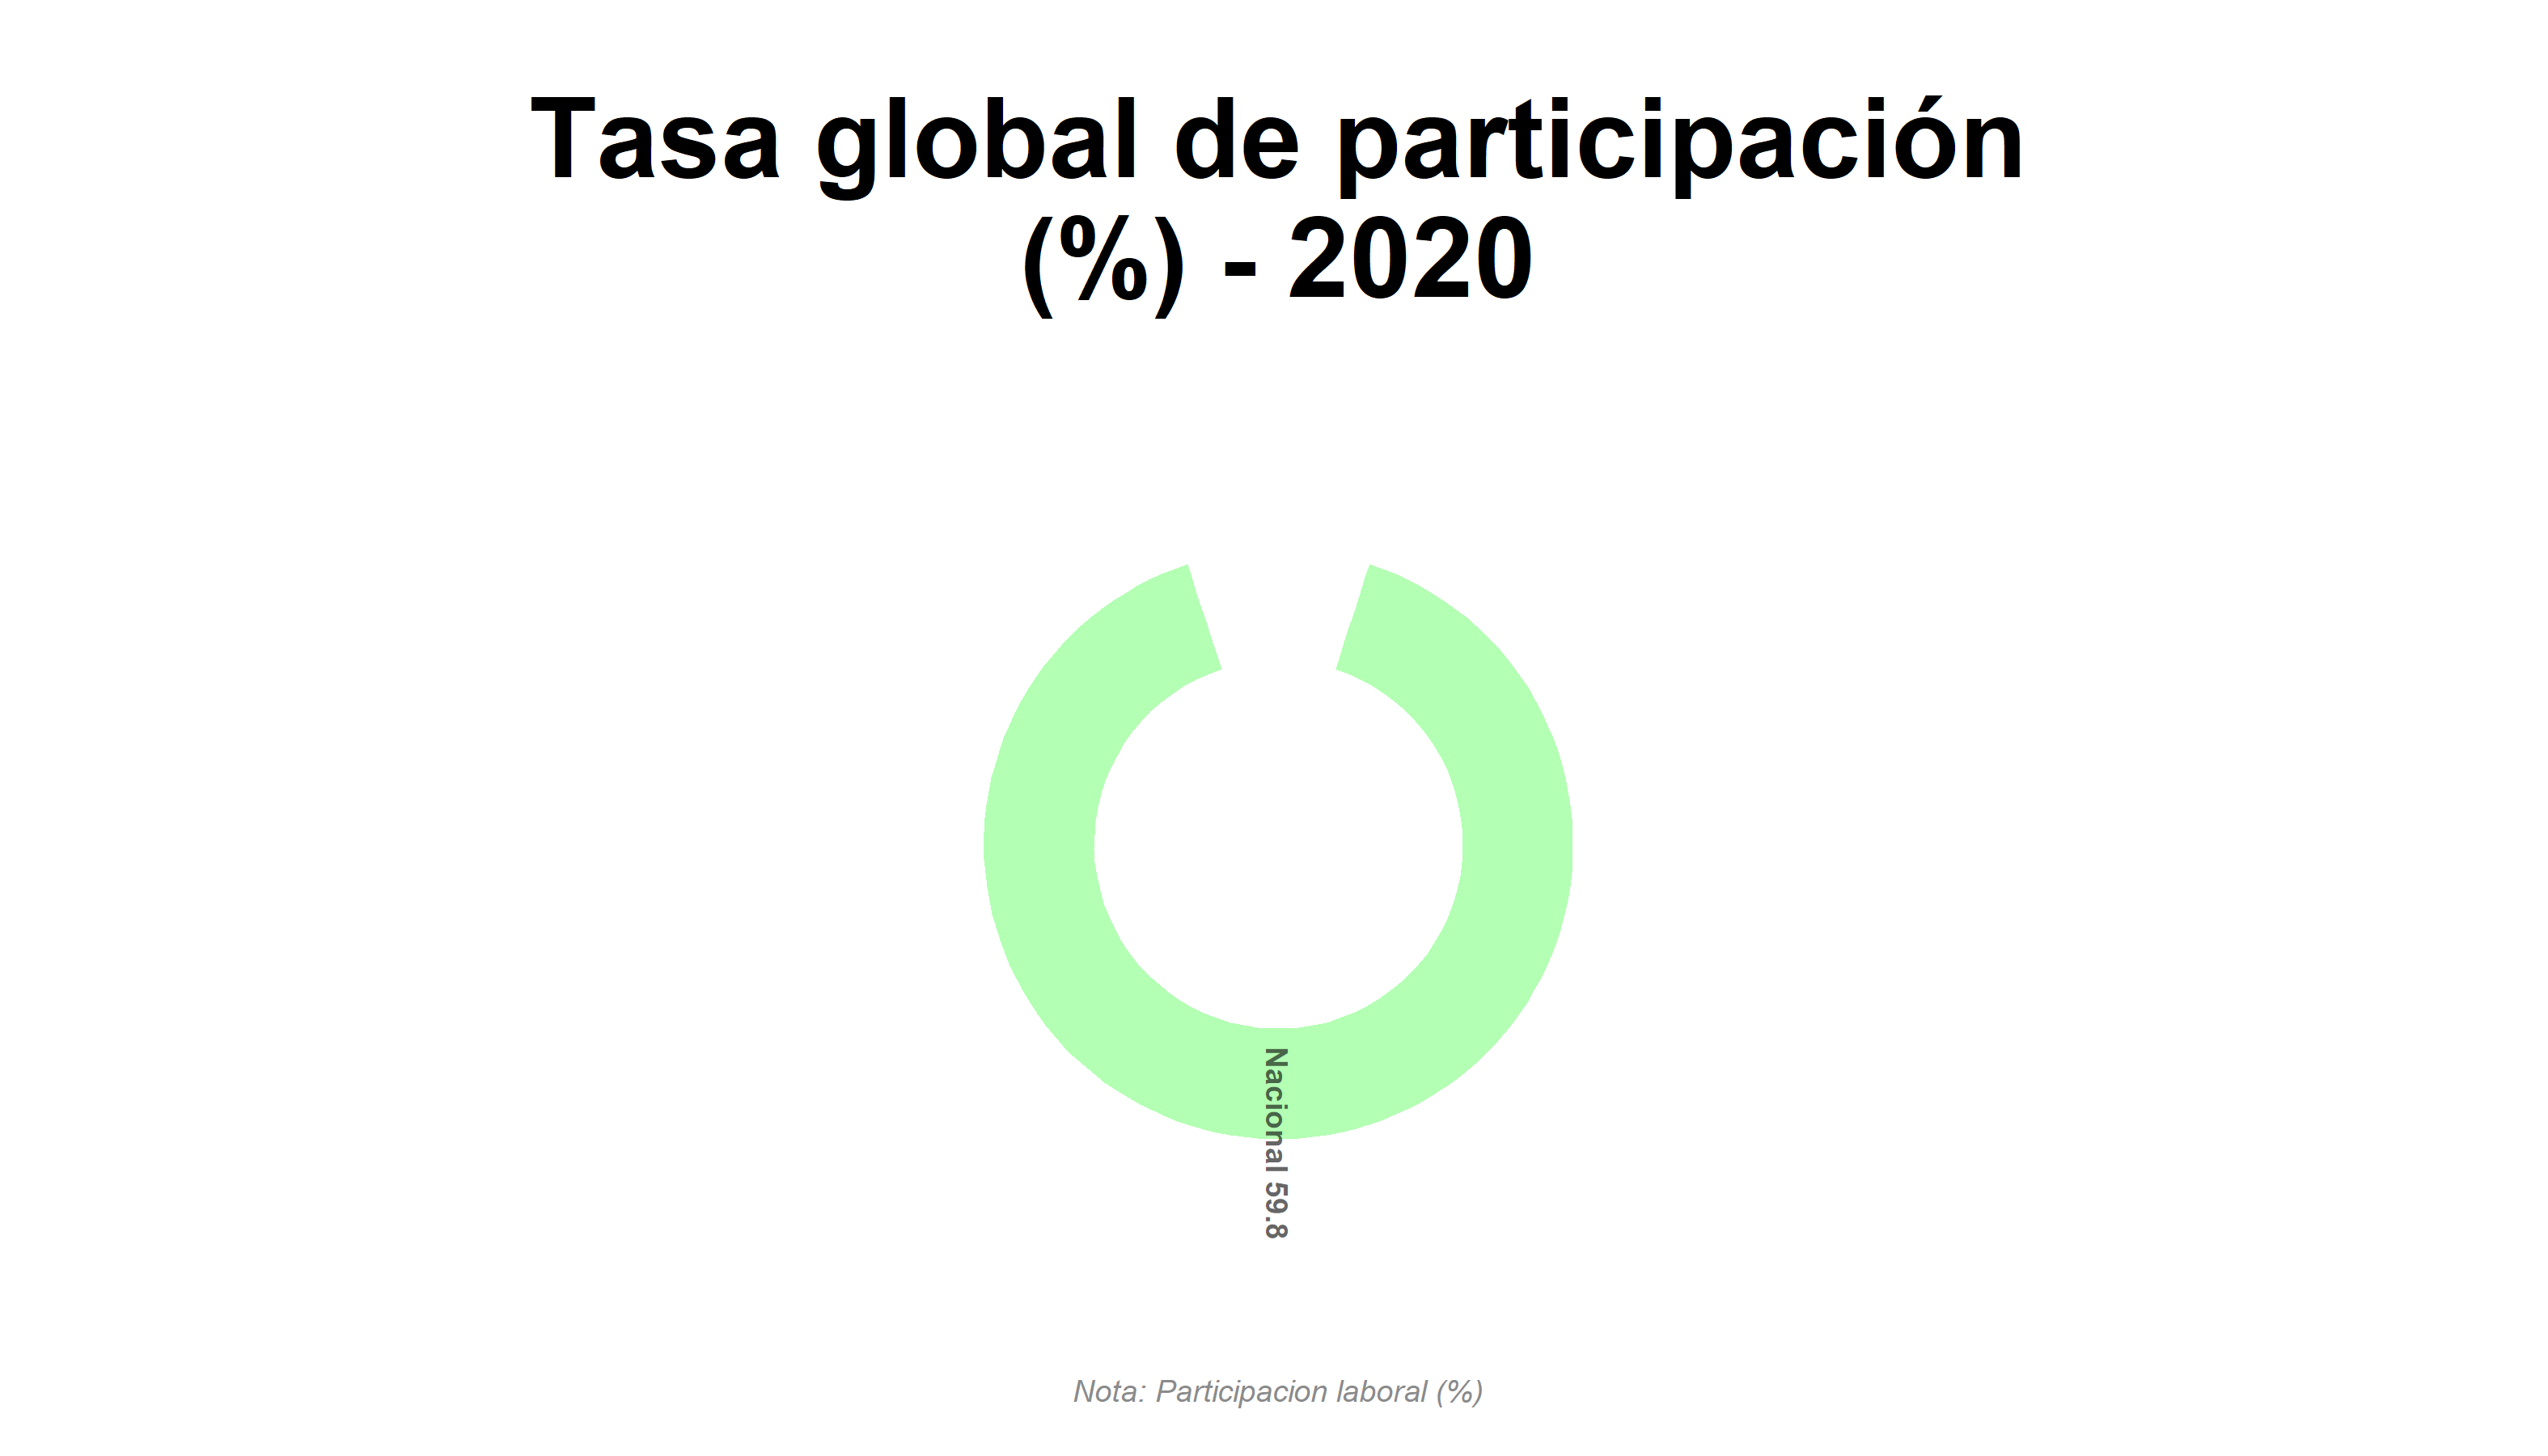 Tasa global de participación
(%) - 2020
Nacional 59.8
Nota: Participacion laboral (%)